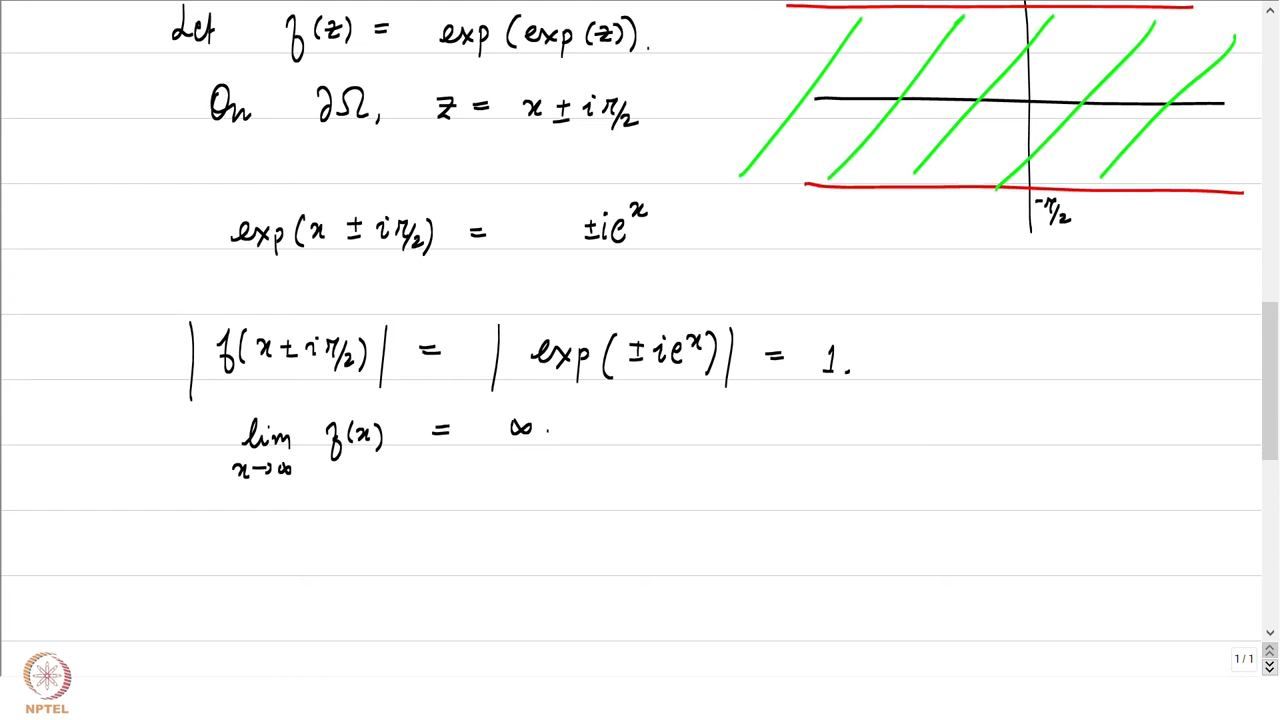 Let f(z) = exp(exp(z)).
On ∂Ω, z = x ± iπ/2
-π/2
exp(x ± iπ/2) = ±ie^x
|f(x ± iπ/2)| = |exp(±ie^x)| = 1.
lim f(x) = ∞.
x→∞
1 / 1
NPTEL